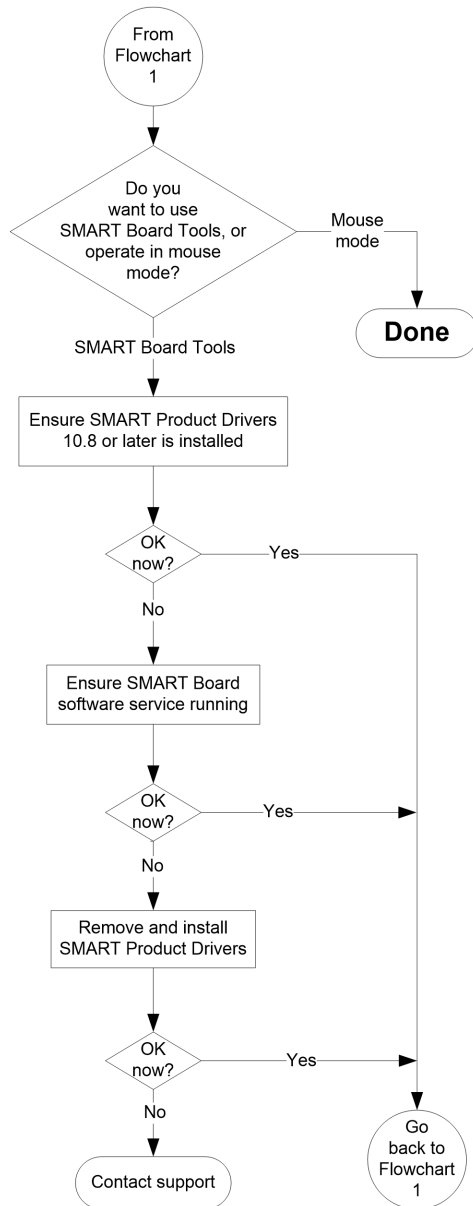 From
Flowchart
1
Do you
want to use
SMART Board Tools, or
operate in mouse
mode?
Mouse
mode
Done
SMART Board Tools
Ensure SMART Product Drivers
10.8 or later is installed
OK
now?
Yes
No
Ensure SMART Board
software service running
OK
now?
Yes
No
Remove and install
SMART Product Drivers
OK
now?
Yes
No
Contact support
Go
back to
Flowchart
1